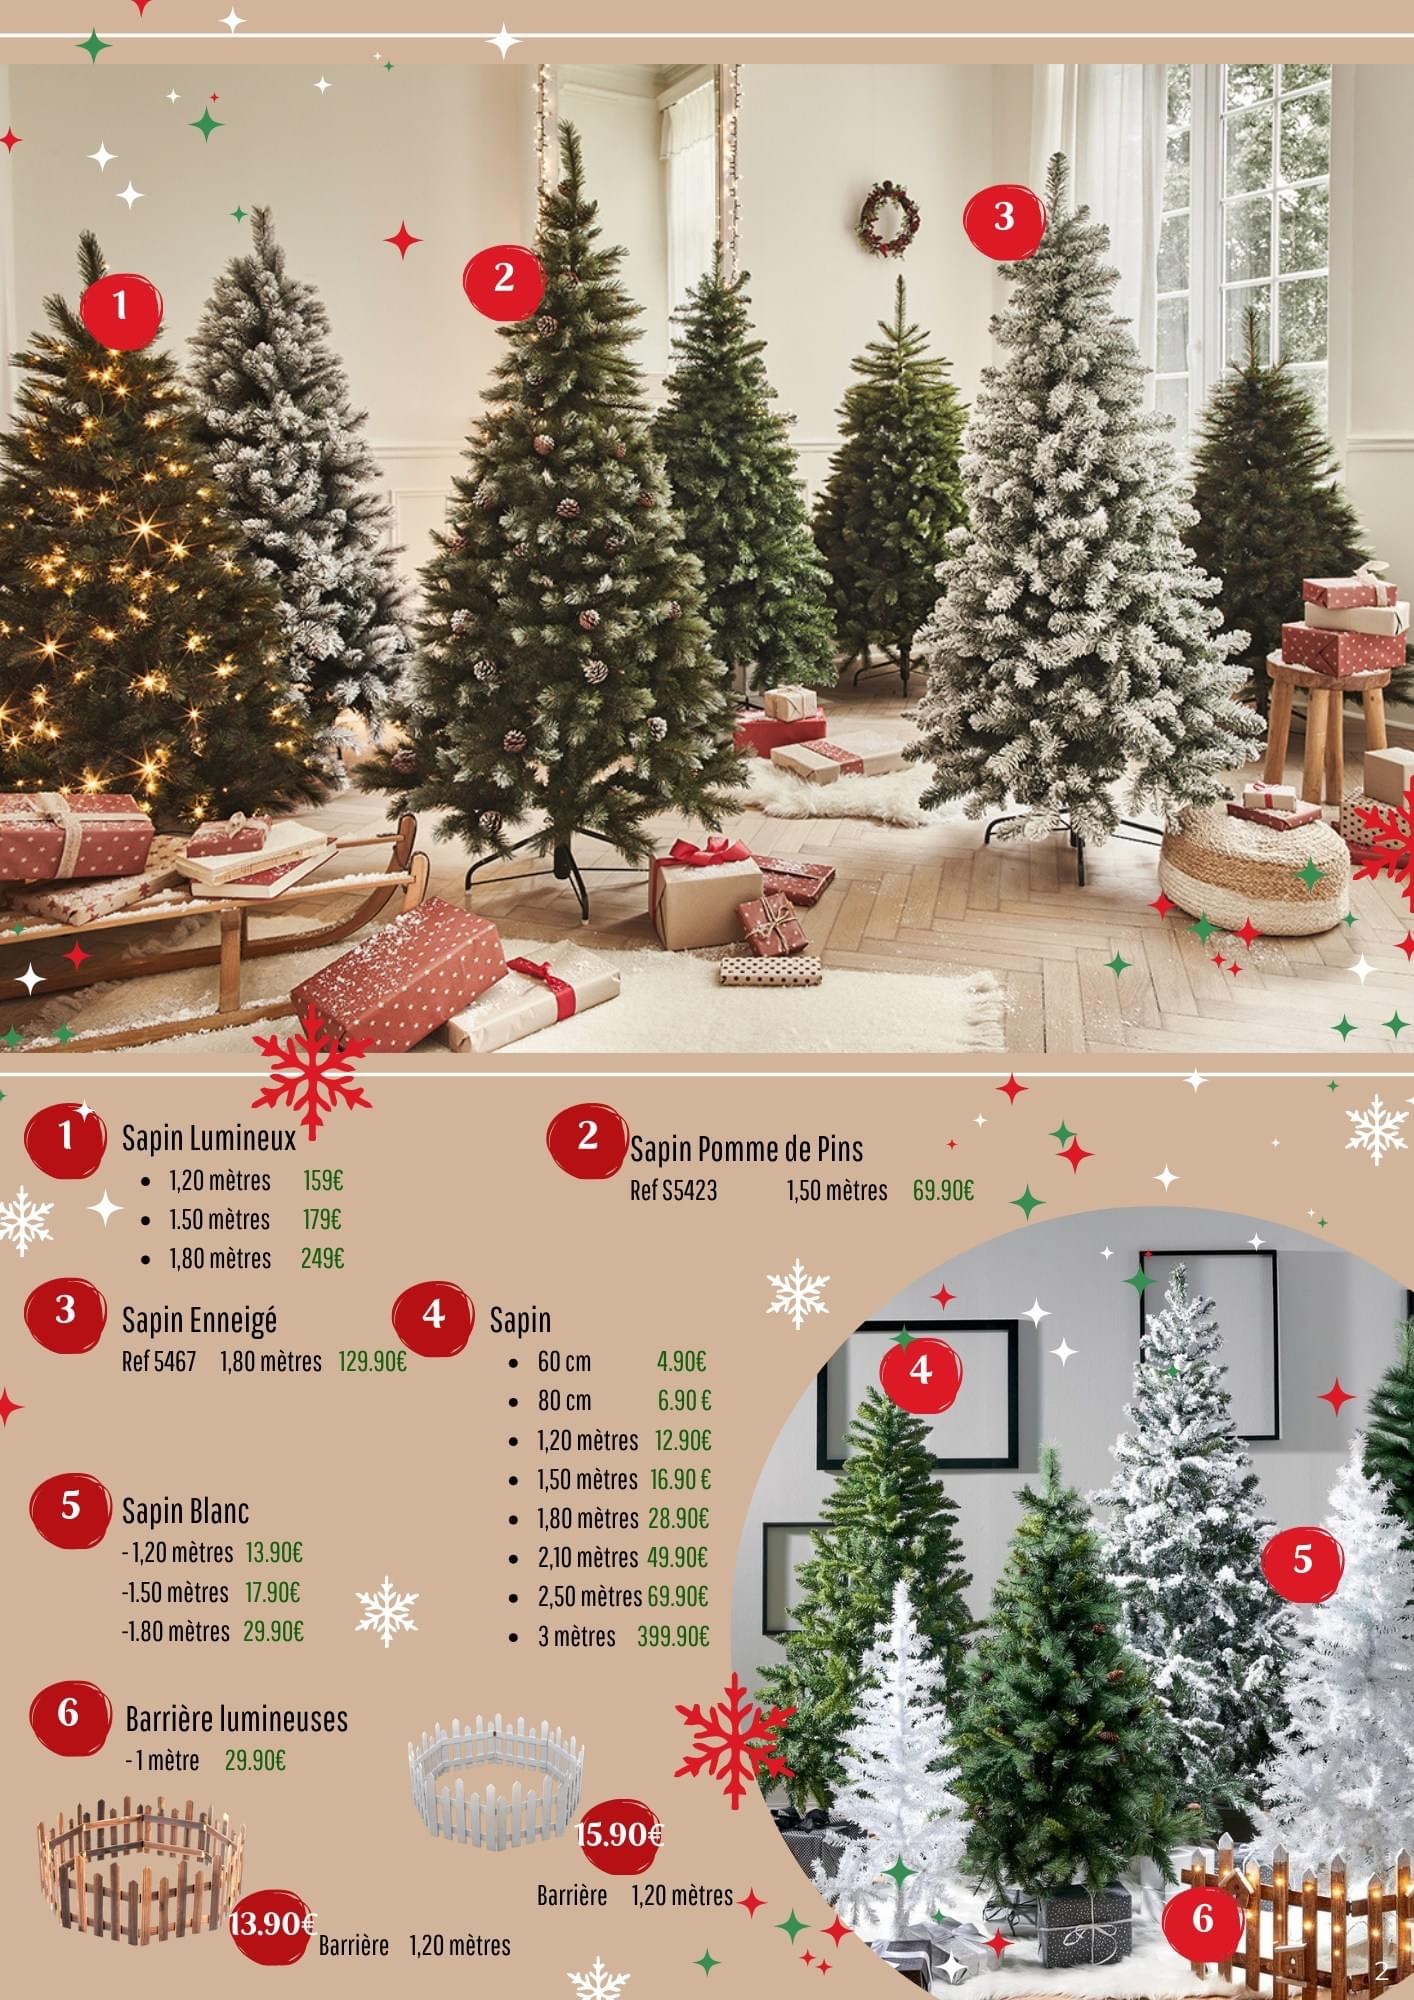 1
2
3
1
Sapin Lumineux
• 1,20 mètres 159€
• 1.50 mètres 179€
• 1,80 mètres 249€
2
Sapin Pomme de Pins
Ref S5423 1,50 mètres 69.90€
3
Sapin Enneigé
Ref 5467 1,80 mètres 129.90€
4
Sapin
• 60 cm 4.90€
• 80 cm 6.90 €
• 1,20 mètres 12.90€
• 1,50 mètres 16.90 €
• 1,80 mètres 28.90€
• 2,10 mètres 49.90€
• 2,50 mètres 69.90€
• 3 mètres 399.90€
5
Sapin Blanc
- 1,20 mètres 13.90€
-1.50 mètres 17.90€
-1.80 mètres 29.90€
6
Barrière lumineuses
- 1 mètre 29.90€
13.90€
Barrière 1,20 mètres
15.90€
Barrière 1,20 mètres
4
5
6
2